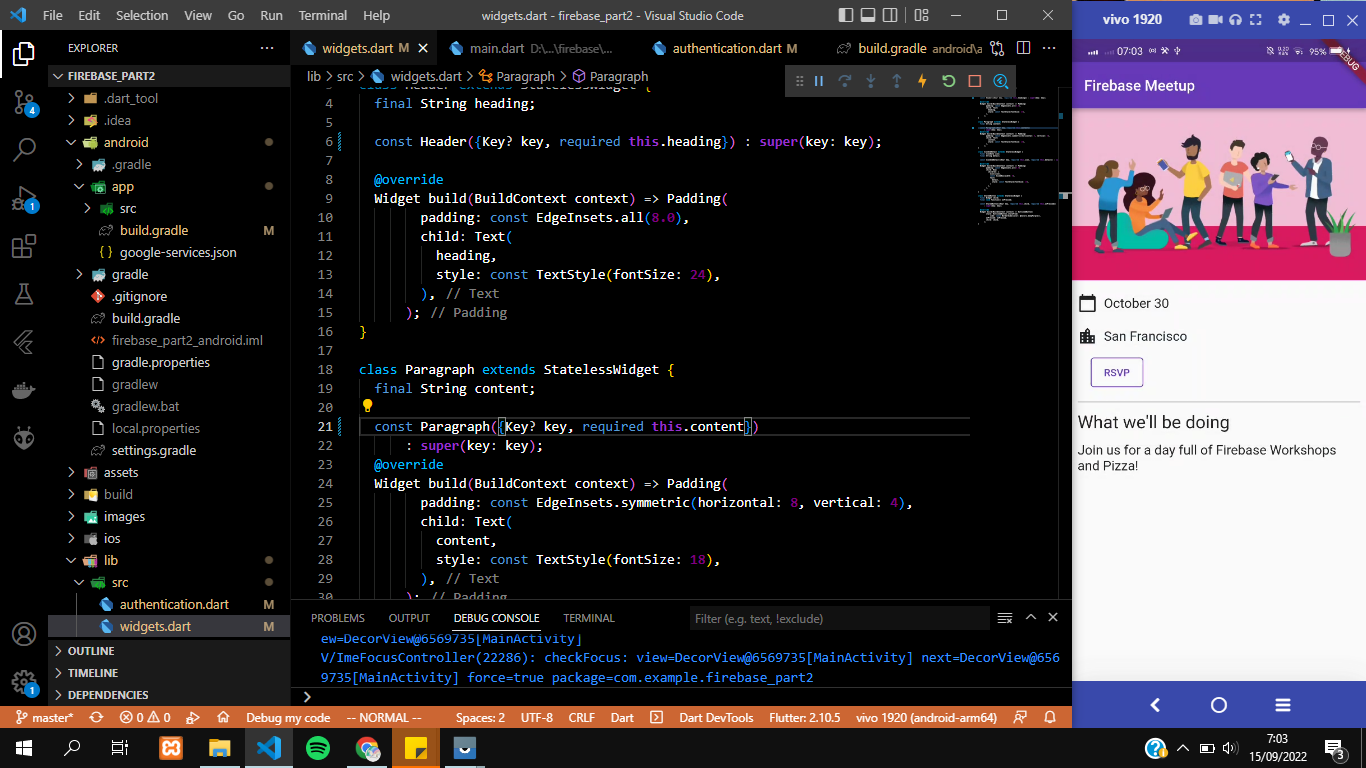 File Edit Selection View Go Run Terminal Help
widgets.dart - firebase_part2 - Visual Studio Code
vivo 1920
EXPLORER
widgets.dart M
main.dart D:\...\firebase\...
authentication.dart M
build.gradle android\a
lib > src > widgets.dart > Paragraph > Paragraph
FIREBASE_PART2
.dart_tool
.idea
android
.gradle
app
src
build.gradle M
google-services.json
gradle
.gitignore
build.gradle
firebase_part2_android.iml
gradle.properties
gradlew
gradlew.bat
local.properties
settings.gradle
assets
build
images
ios
lib
src
authentication.dart M
widgets.dart M
OUTLINE
TIMELINE
DEPENDENCIES
4
1
1
3 class Header extends StatelessWidget {
4 final String heading;
5
6 const Header({Key? key, required this.heading}) : super(key: key);
7
8 @override
9 Widget build(BuildContext context) => Padding(
10 padding: const EdgeInsets.all(8.0),
11 child: Text(
12 heading,
13 style: const TextStyle(fontSize: 24),
14 ), // Text
15 ); // Padding
16 }
17
18 class Paragraph extends StatelessWidget {
19 final String content;
20
21 const Paragraph({Key? key, required this.content})
22 : super(key: key);
23 @override
24 Widget build(BuildContext context) => Padding(
25 padding: const EdgeInsets.symmetric(horizontal: 8, vertical: 4),
26 child: Text(
27 content,
28 style: const TextStyle(fontSize: 18),
29 ), // Text
30 ); // Padding
PROBLEMS OUTPUT DEBUG CONSOLE TERMINAL
Filter (e.g. text, !exclude)
ew=DecorView@6569735[MainActivity]
V/ImeFocusController(22286): checkFocus: view=DecorView@6569735[MainActivity] next=DecorView@656
9735[MainActivity] force=true package=com.example.firebase_part2
07:03
95%
DEBUG
Firebase Meetup
October 30
San Francisco
RSVP
What we'll be doing
Join us for a day full of Firebase Workshops
and Pizza!
master* 0 0 Debug my code -- NORMAL -- Spaces: 2 UTF-8 CRLF Dart Dart DevTools Flutter: 2.10.5 vivo 1920 (android-arm64)
7:03
15/09/2022
3